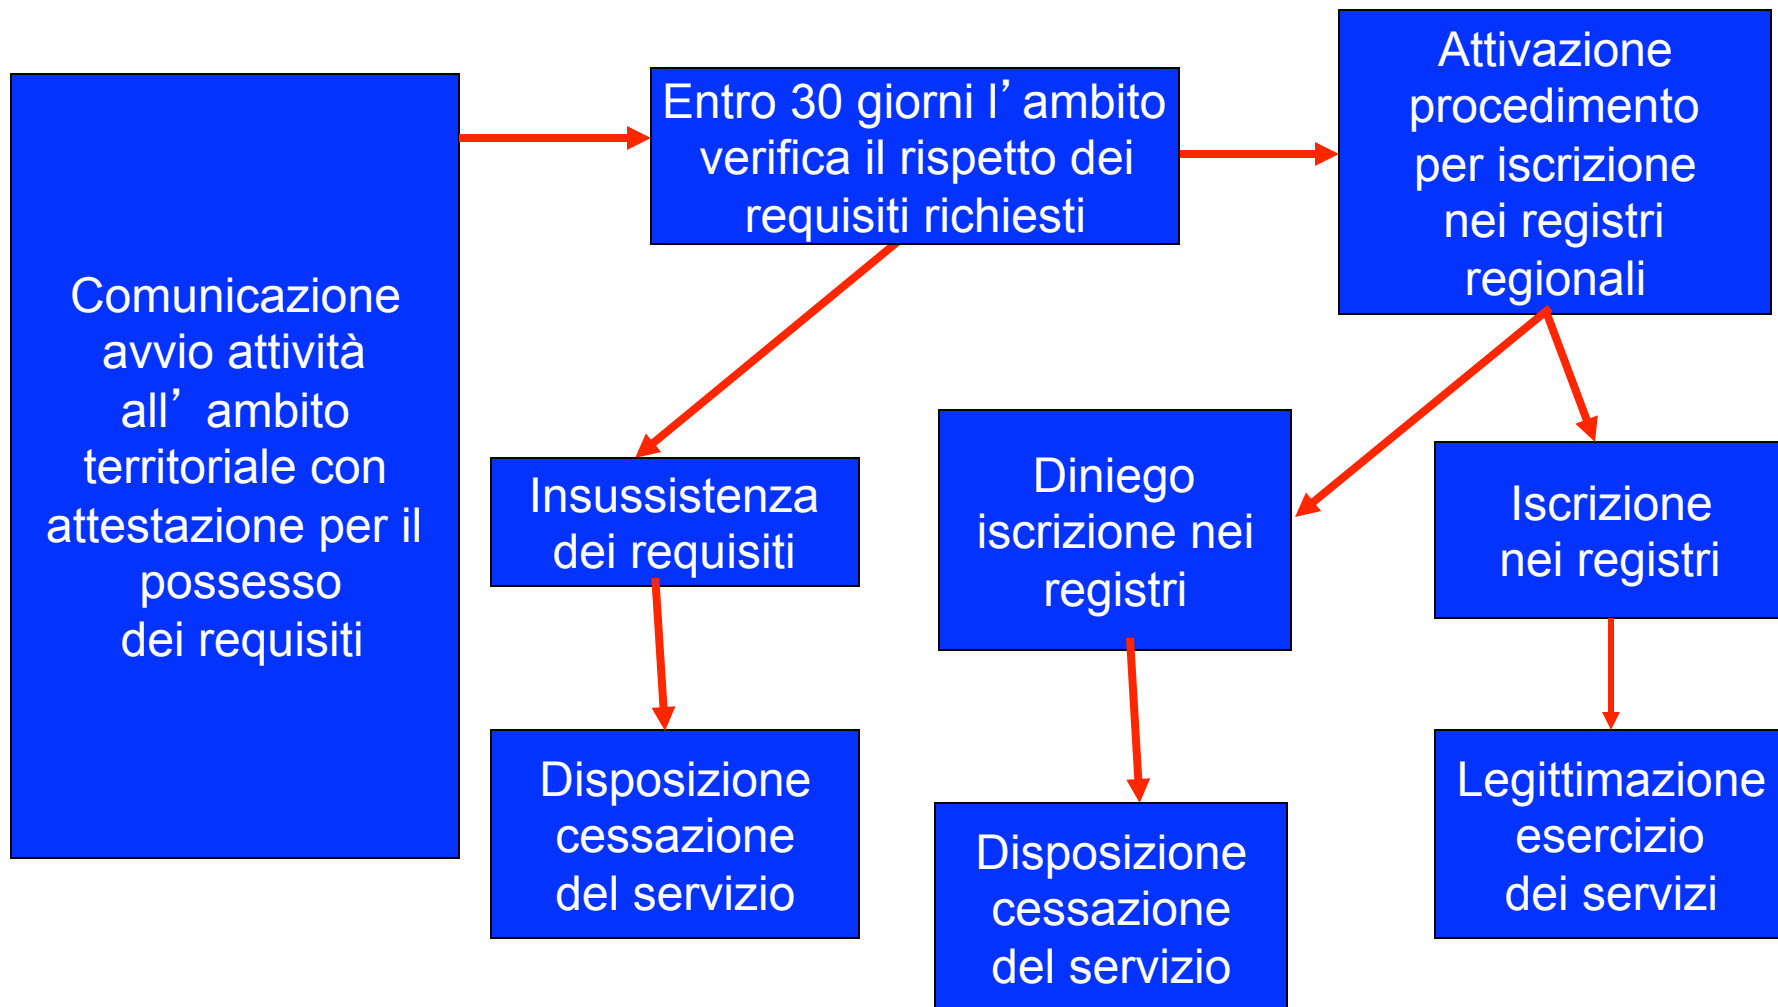 Comunicazione
avvio attività
all’ ambito
territoriale con
attestazione per il
possesso
dei requisiti
Entro 30 giorni l’ ambito
verifica il rispetto dei
requisiti richiesti
Attivazione
procedimento
per iscrizione
nei registri
regionali
Insussistenza
dei requisiti
Diniego
iscrizione nei
registri
Iscrizione
nei registri
Disposizione
cessazione
del servizio
Disposizione
cessazione
del servizio
Legittimazione
esercizio
dei servizi